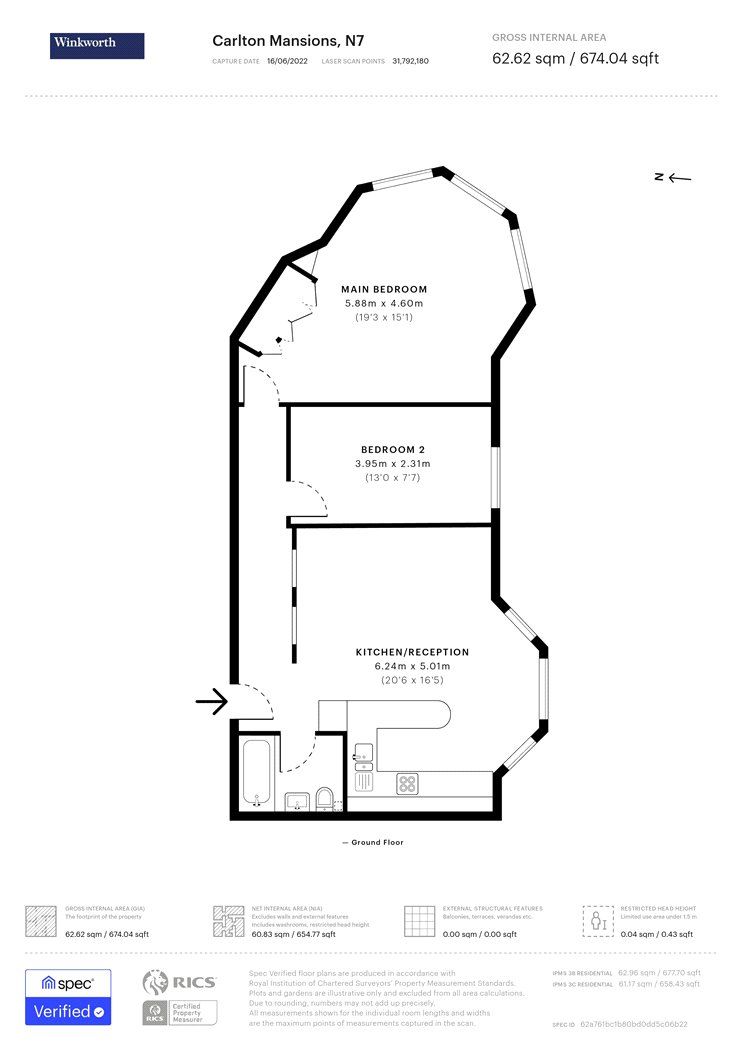 Winkworth
Carlton Mansions, N7
CAPTURE DATE 16/06/2022 LASER SCAN POINTS 31,792,180
GROSS INTERNAL AREA
62.62 sqm / 674.04 sqft
N
MAIN BEDROOM
5.88m x 4.60m
(19'3 x 15'1)
BEDROOM 2
3.95m x 2.31m
(13'0 x 7'7)
KITCHEN/RECEPTION
6.24m x 5.01m
(20'6 x 16'5)
— Ground Floor
GROSS INTERNAL AREA (GIA)
The footprint of the property
62.62 sqm / 674.04 sqft
NET INTERNAL AREA (NIA)
Excludes walls and external features
Includes washrooms, restricted head height
60.83 sqm / 654.77 sqft
EXTERNAL STRUCTURAL FEATURES
Balconies, terraces, verandas etc.
0.00 sqm / 0.00 sqft
RESTRICTED HEAD HEIGHT
Limited use area under 1.5 m
0.04 sqm / 0.43 sqft
spec
Verified
RICS
RICS Certified Property Measurer
Spec Verified floor plans are produced in accordance with
Royal Institution of Chartered Surveyors' Property Measurement Standards.
Plots and gardens are illustrative only and excluded from all area calculations.
Due to rounding, numbers may not add up precisely.
All measurements shown for the individual room lengths and widths
are the maximum points of measurements captured in the scan.
IPMS 3B RESIDENTIAL 62.96 sqm / 677.70 sqft
IPMS 3C RESIDENTIAL 61.17 sqm / 658.43 sqft
SPEC ID 62a761bc1b80bd0dd5c06b22